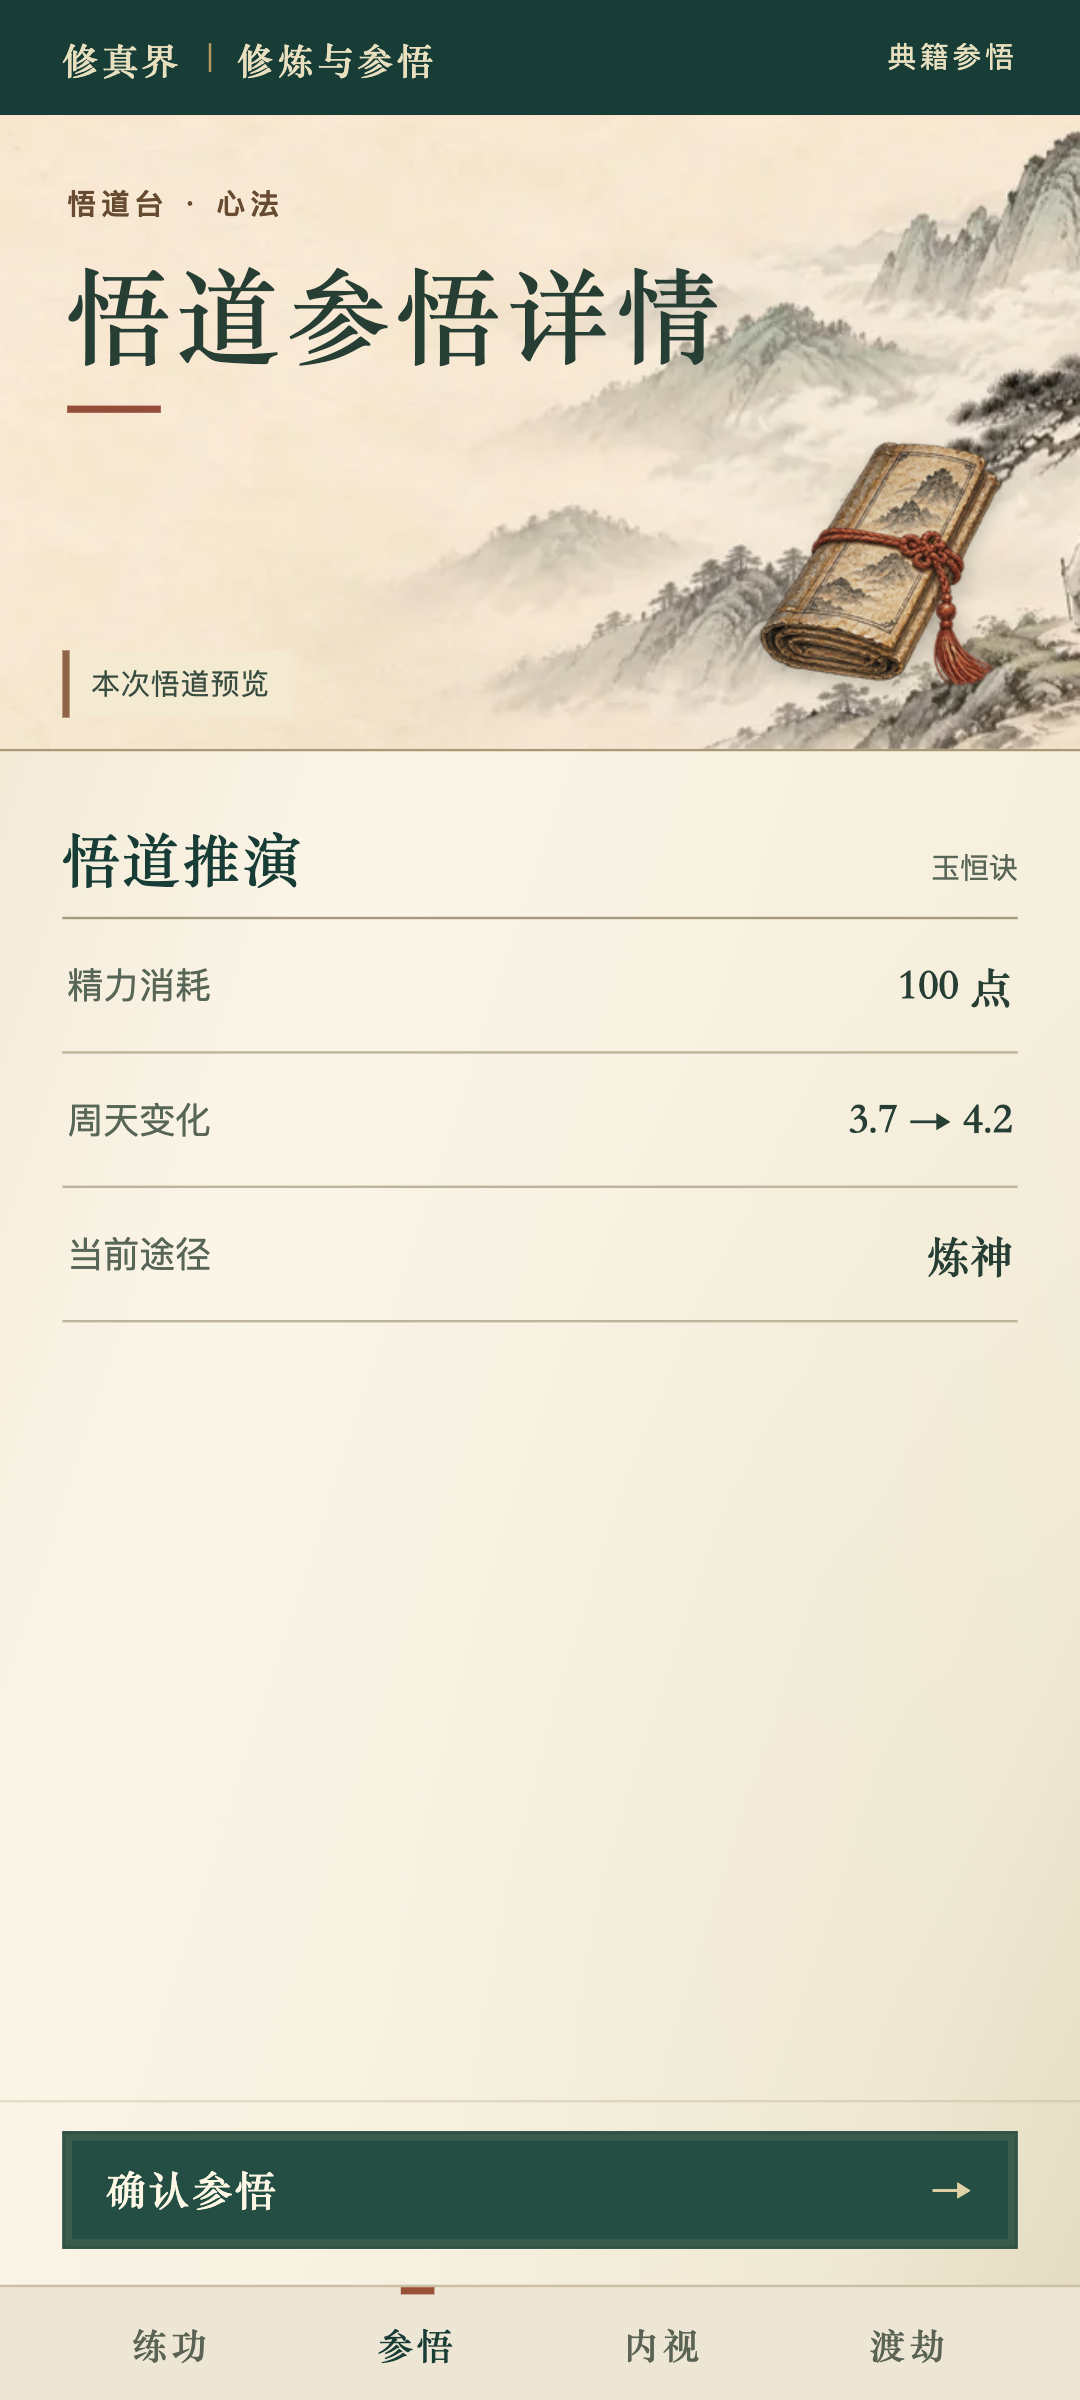 修真界 | 修炼与参悟
典籍参悟
悟道台 · 心法
悟道参悟详情
本次悟道预览
悟道推演
玉恒诀
精力消耗
100 点
周天变化
3.7 → 4.2
当前途径
炼神
确认参悟 →
练功
参悟
内视
渡劫